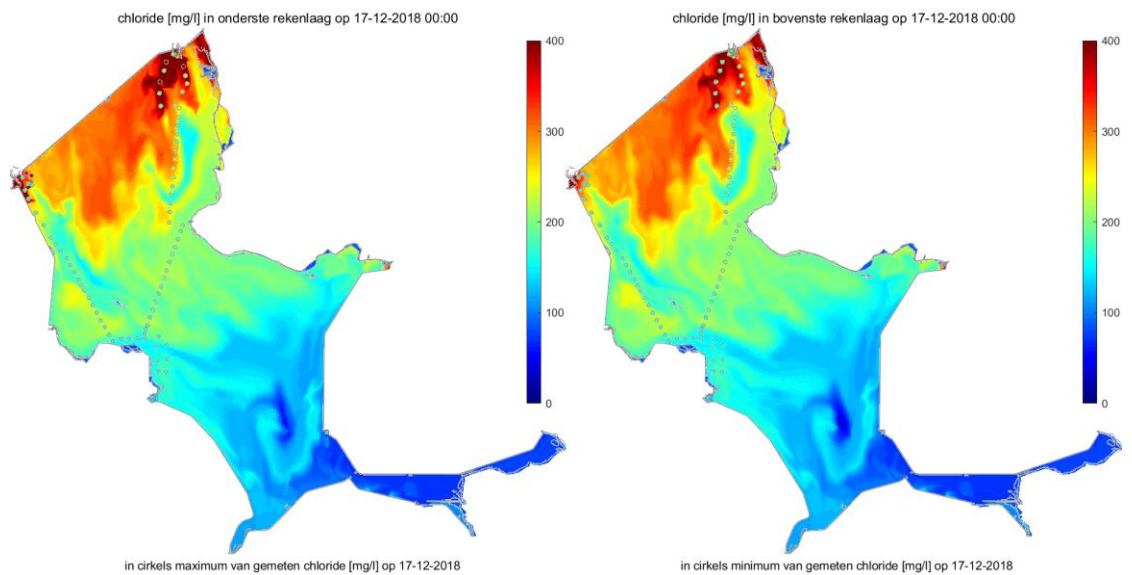 chloride [mg/l] in onderste rekenlaag op 17-12-2018 00:00
400
300
200
100
0
in cirkels maximum van gemeten chloride [mg/l] op 17-12-2018
chloride [mg/l] in bovenste rekenlaag op 17-12-2018 00:00
400
300
200
100
0
in cirkels minimum van gemeten chloride [mg/l] op 17-12-2018